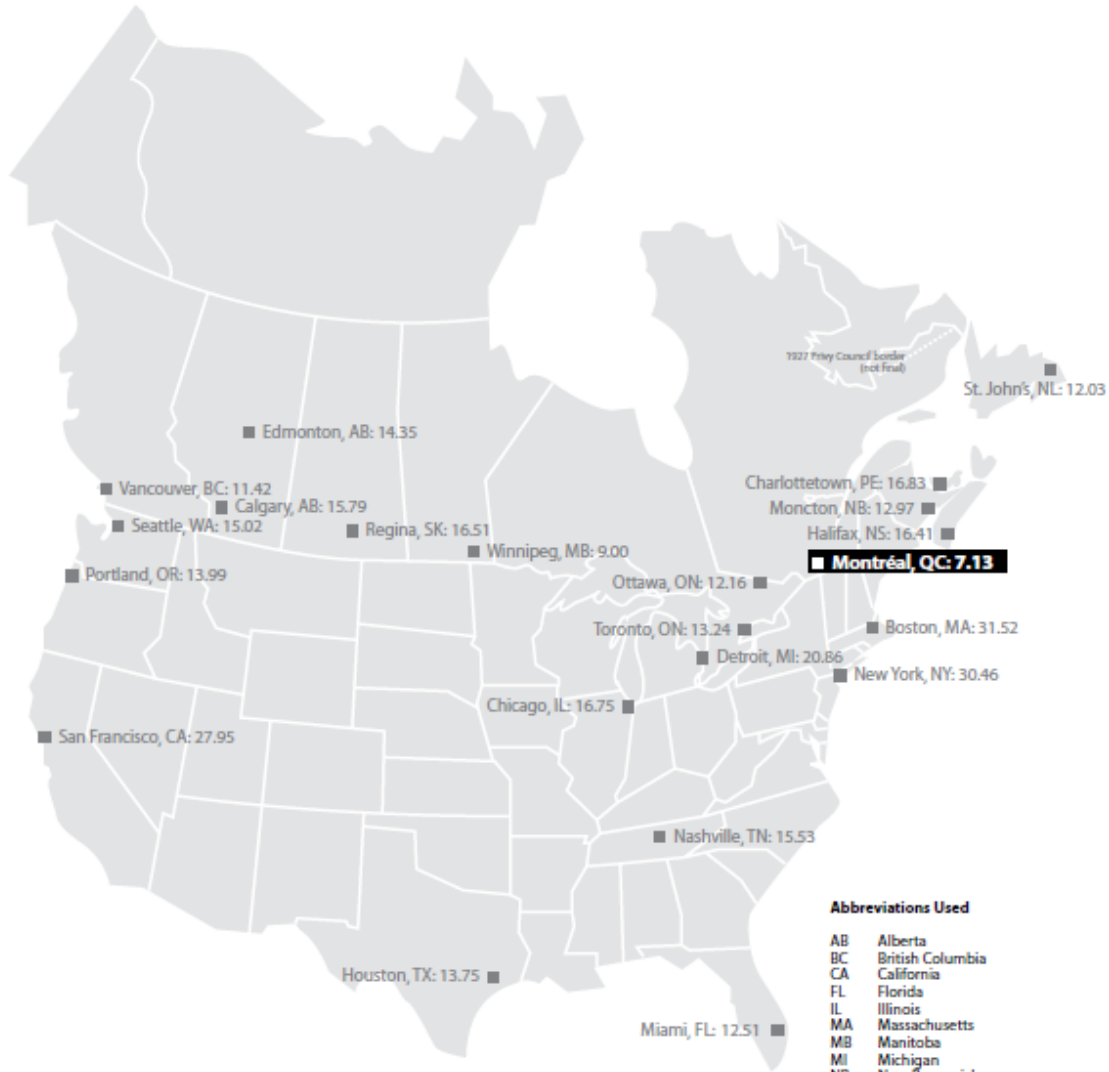 1927 Privy Council border
(not final)
St. John's, NL: 12.03
Edmonton, AB: 14.35
Charlottetown, PE: 16.83
Vancouver, BC: 11.42
Calgary, AB: 15.79
Moncton, NB: 12.97
Seattle, WA: 15.02
Regina, SK: 16.51
Halifax, NS: 16.41
Winnipeg, MB: 9.00
Montréal, QC: 7.13
Portland, OR: 13.99
Ottawa, ON: 12.16
Toronto, ON: 13.24
Boston, MA: 31.52
Detroit, MI: 20.86
New York, NY: 30.46
Chicago, IL: 16.75
San Francisco, CA: 27.95
Nashville, TN: 15.53
Houston, TX: 13.75
Miami, FL: 12.51
Abbreviations Used
AB Alberta
BC British Columbia
CA California
FL Florida
IL Illinois
MA Massachusetts
MB Manitoba
MI Michigan